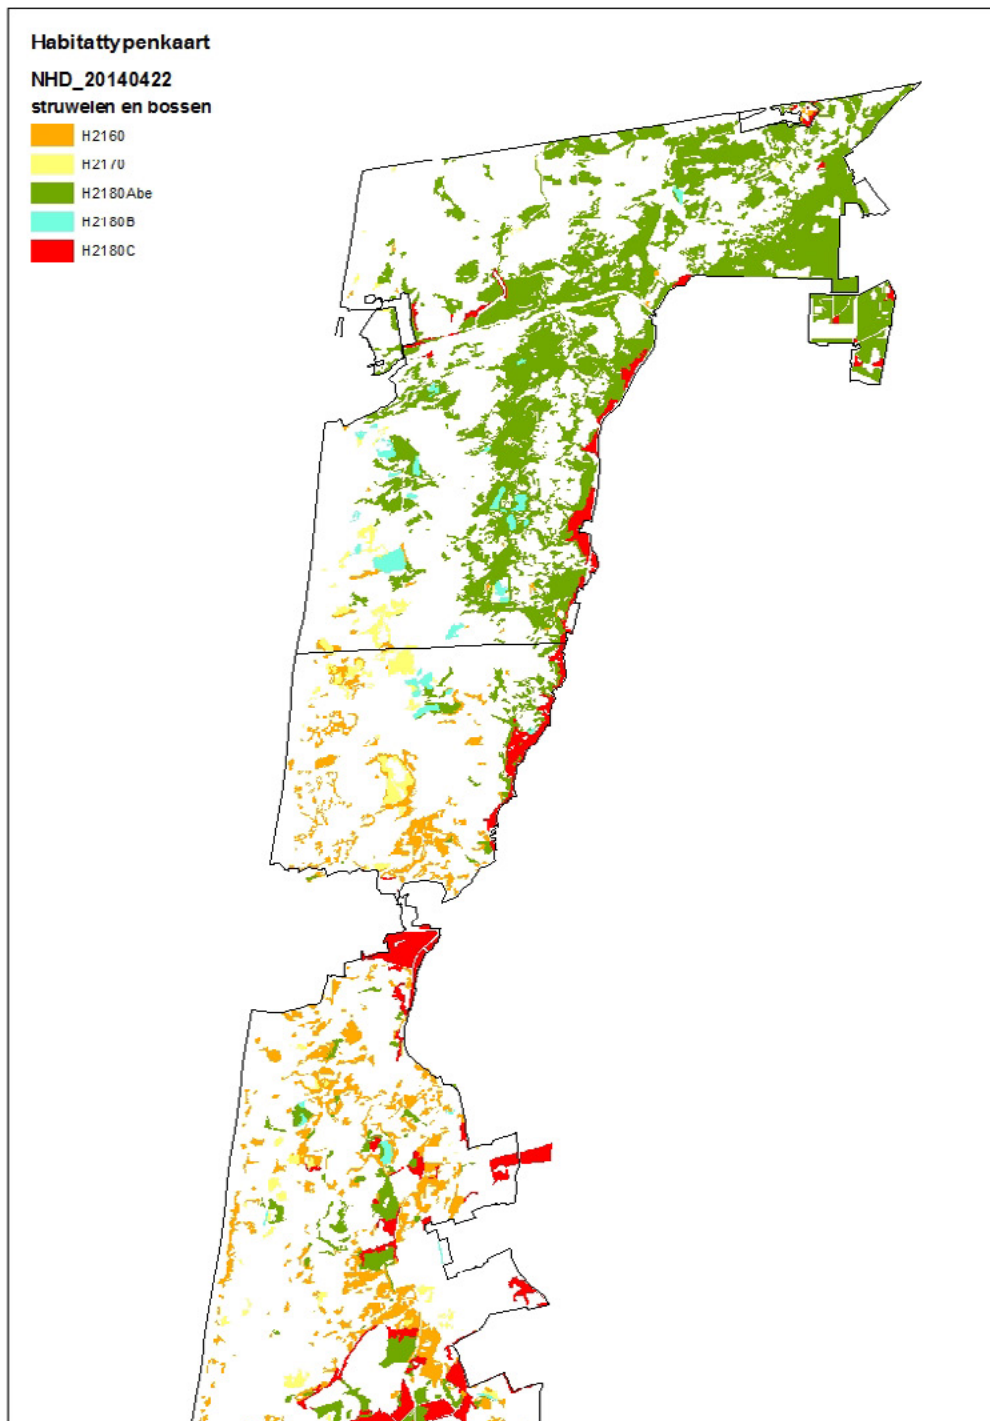 Habitattypenkaart
NHD_20140422
struwelen en bossen
H2160
H2170
H2180Abe
H2180B
H2180C